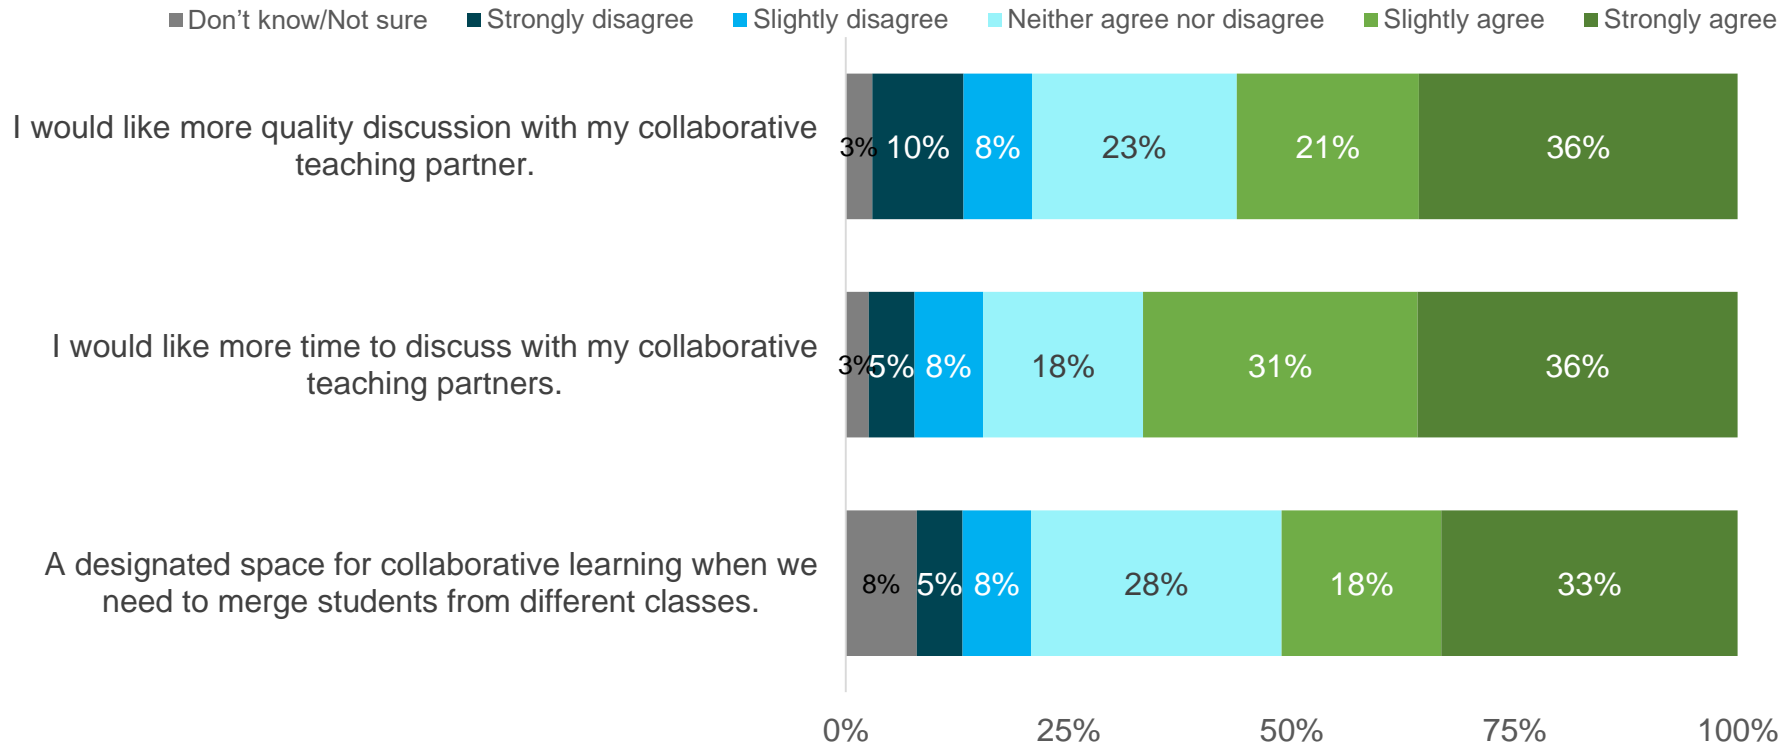 Don't know/Not sure Strongly disagree Slightly disagree Neither agree nor disagree Slightly agree Strongly agree
I would like more quality discussion with my collaborative
teaching partner.
3% 10% 8% 23% 21% 36%
I would like more time to discuss with my collaborative
teaching partners.
3% 5% 8% 18% 31% 36%
A designated space for collaborative learning when we
need to merge students from different classes.
8% 5% 8% 28% 18% 33%
0% 25% 50% 75% 100%